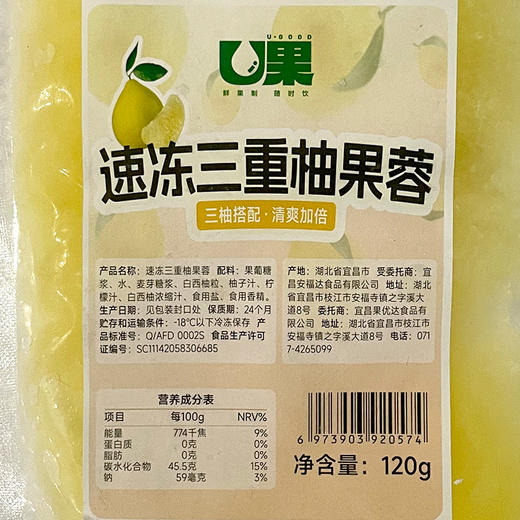 U-GOOD
U果
鲜果制 随时饮
速冻三重柚果蓉
三柚搭配·清爽加倍
产品名称：速冻三重柚果蓉 配料：果葡糖
浆、水、麦芽糖浆、白西柚粒、柚子汁、柠
檬汁、白西柚浓缩汁、食用盐、食用香精。
生产日期：见包装封口处 保质期：24个月
贮存和运输条件：-18℃以下冷冻保存 产
品标准号：Q/AFD 0002S 食品生产许可
证编号：SC11142058306685
产地：湖北省宜昌市 受委托商：宜
昌安福达食品有限公司 地址：湖北
省宜昌市枝江市安福寺镇之字溪大
道8号 委托商：宜昌果优达食品有
限公司 地址：湖北省宜昌市枝江市
安福寺镇之字溪大道8号 电话：071
7-4265099
营养成分表
项目 每100g NRV%
能量 774千焦 9%
蛋白质 0克 0%
脂肪 0克 0%
碳水化合物 45.5克 15%
钠 59毫克 3%
6 973903 920574
净含量：120g